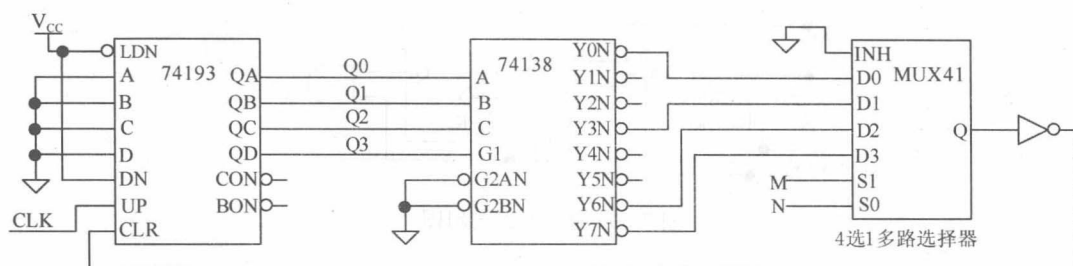 V_CC
LDN
A
B
C
D
DN
UP
CLR
74193
QA
QB
QC
QD
CON
BON
CLK
Q0
Q1
Q2
Q3
A
B
C
G1
G2AN
G2BN
74138
Y0N
Y1N
Y2N
Y3N
Y4N
Y5N
Y6N
Y7N
INH
D0
D1
D2
D3
S1
S0
MUX41
Q
M
N
4选1多路选择器